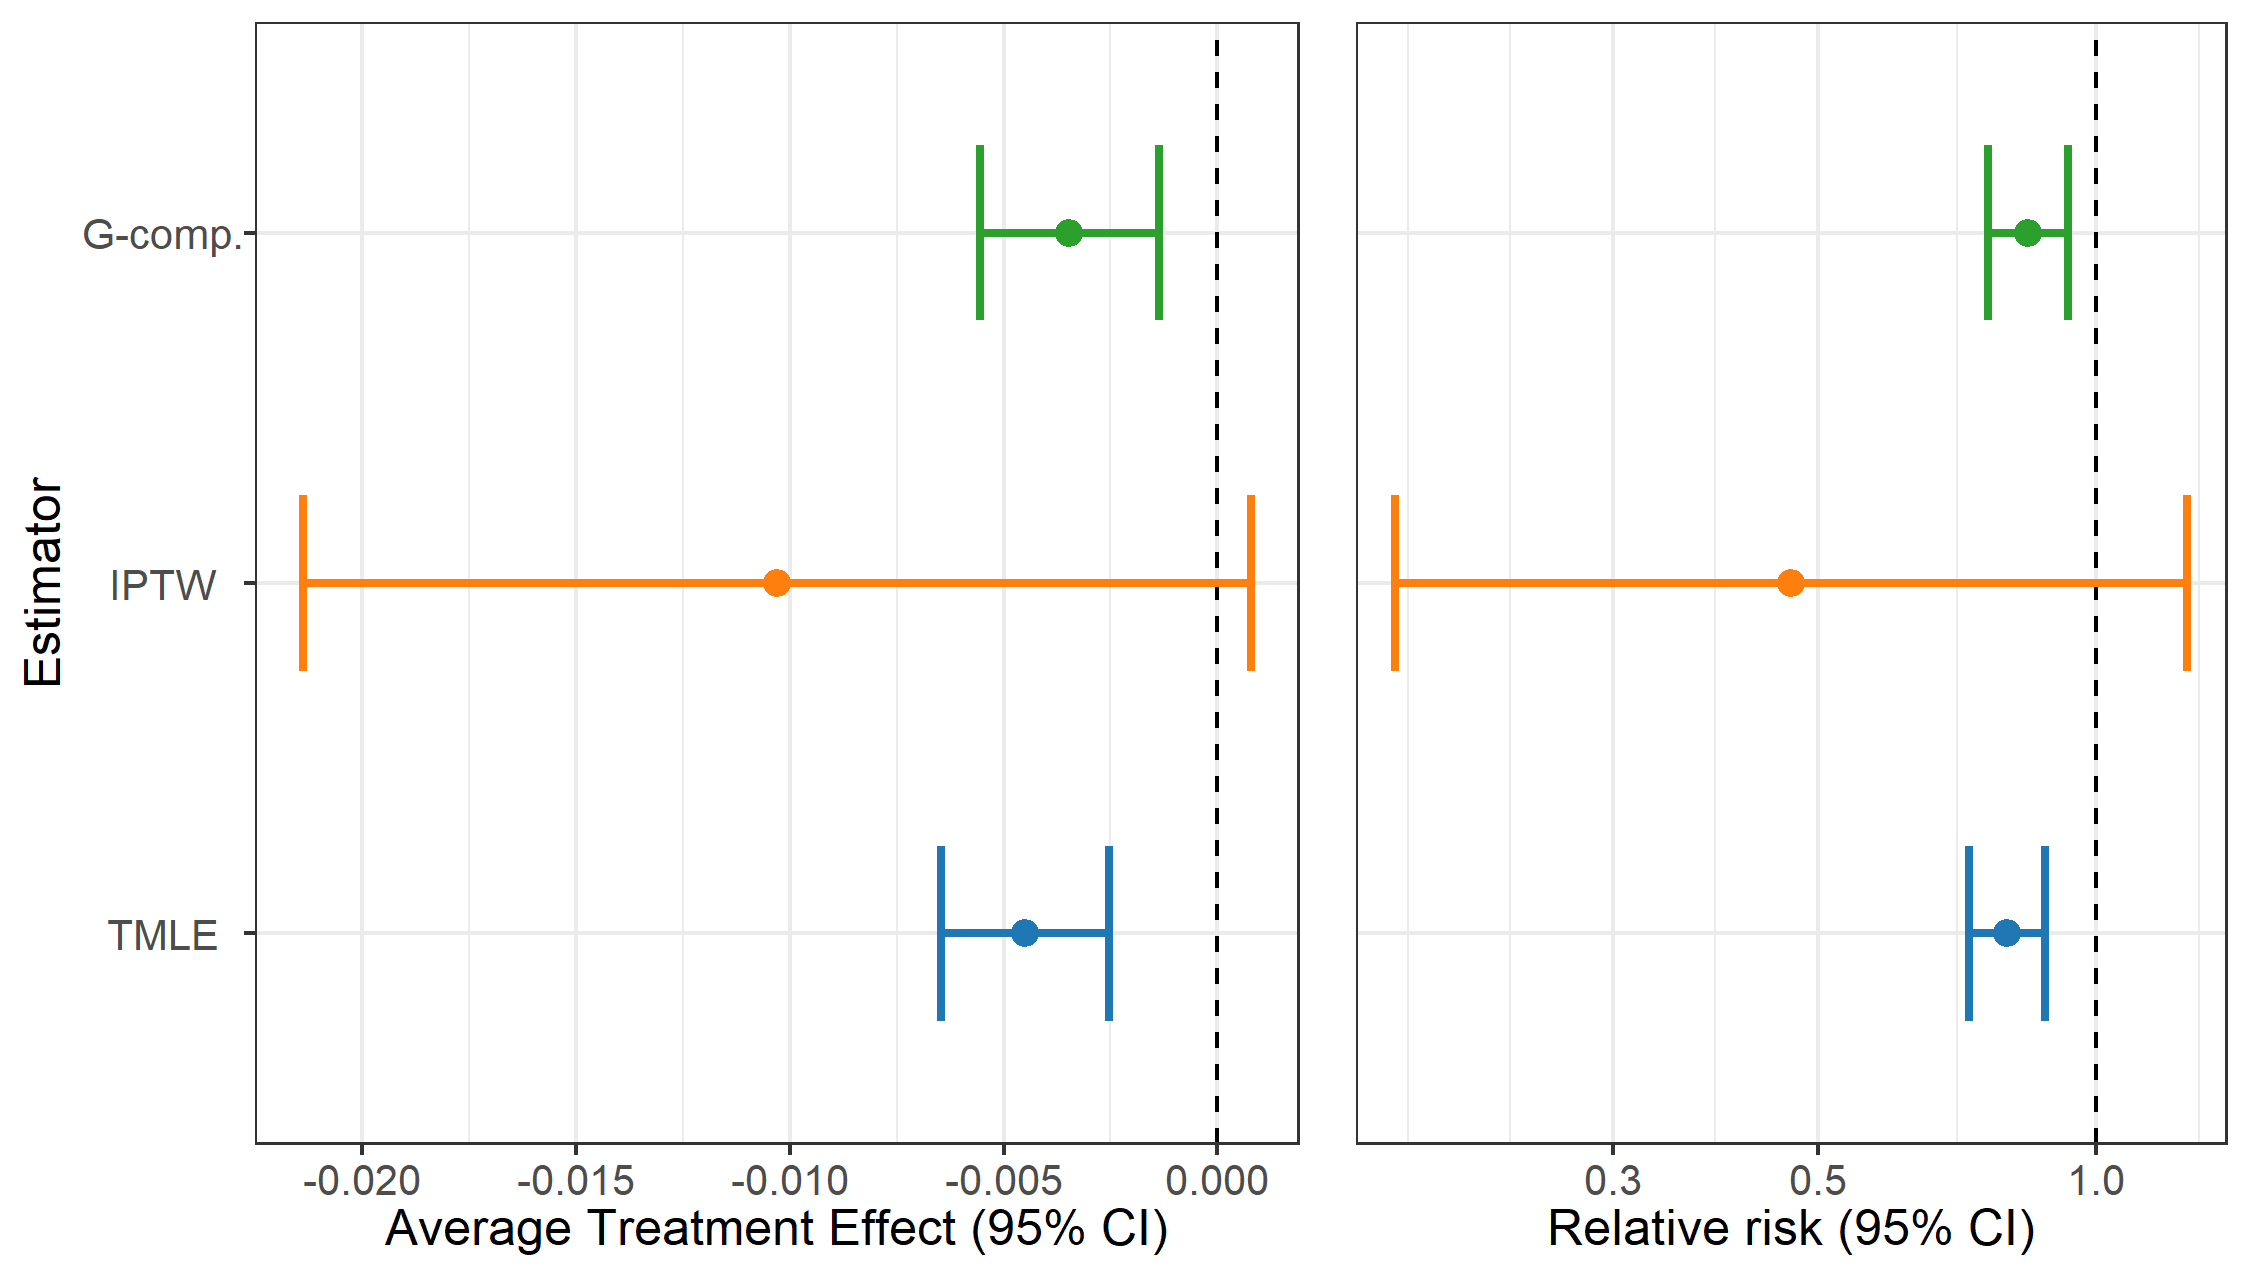 Estimator
G-comp.
IPTW
TMLE
-0.020 -0.015 -0.010 -0.005 0.000
Average Treatment Effect (95% CI)
0.3 0.5 1.0
Relative risk (95% CI)